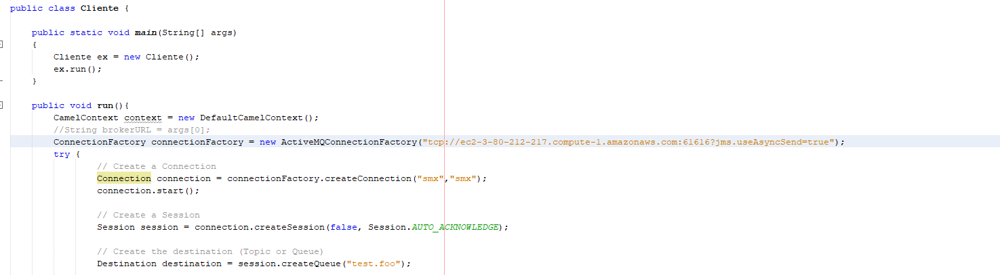 public class Cliente {
public static void main(String[] args)
{
Cliente ex = new Cliente();
ex.run();
}
public void run(){
CamelContext context = new DefaultCamelContext();
//String brokerURL = args[0];
ConnectionFactory connectionFactory = new ActiveMQConnectionFactory("tcp://ec2-3-80-212-217.compute-1.amazonaws.com:61616?jms.useAsyncSend=true");
try {
// Create a Connection
Connection connection = connectionFactory.createConnection("smx","smx");
connection.start();
// Create a Session
Session session = connection.createSession(false, Session.AUTO_ACKNOWLEDGE);
// Create the destination (Topic or Queue)
Destination destination = session.createQueue("test.foo");